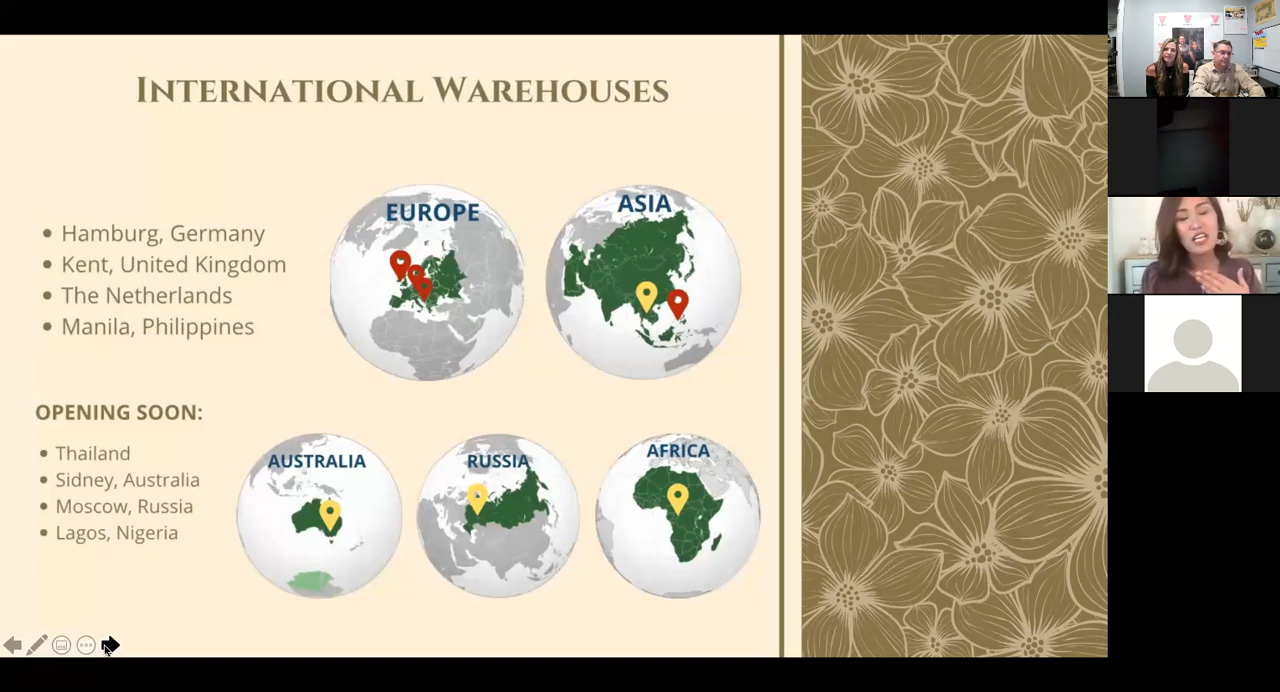 INTERNATIONAL WAREHOUSES
Hamburg, Germany
Kent, United Kingdom
The Netherlands
Manila, Philippines
EUROPE
ASIA
OPENING SOON:
Thailand
Sidney, Australia
Moscow, Russia
Lagos, Nigeria
AUSTRALIA
RUSSIA
AFRICA